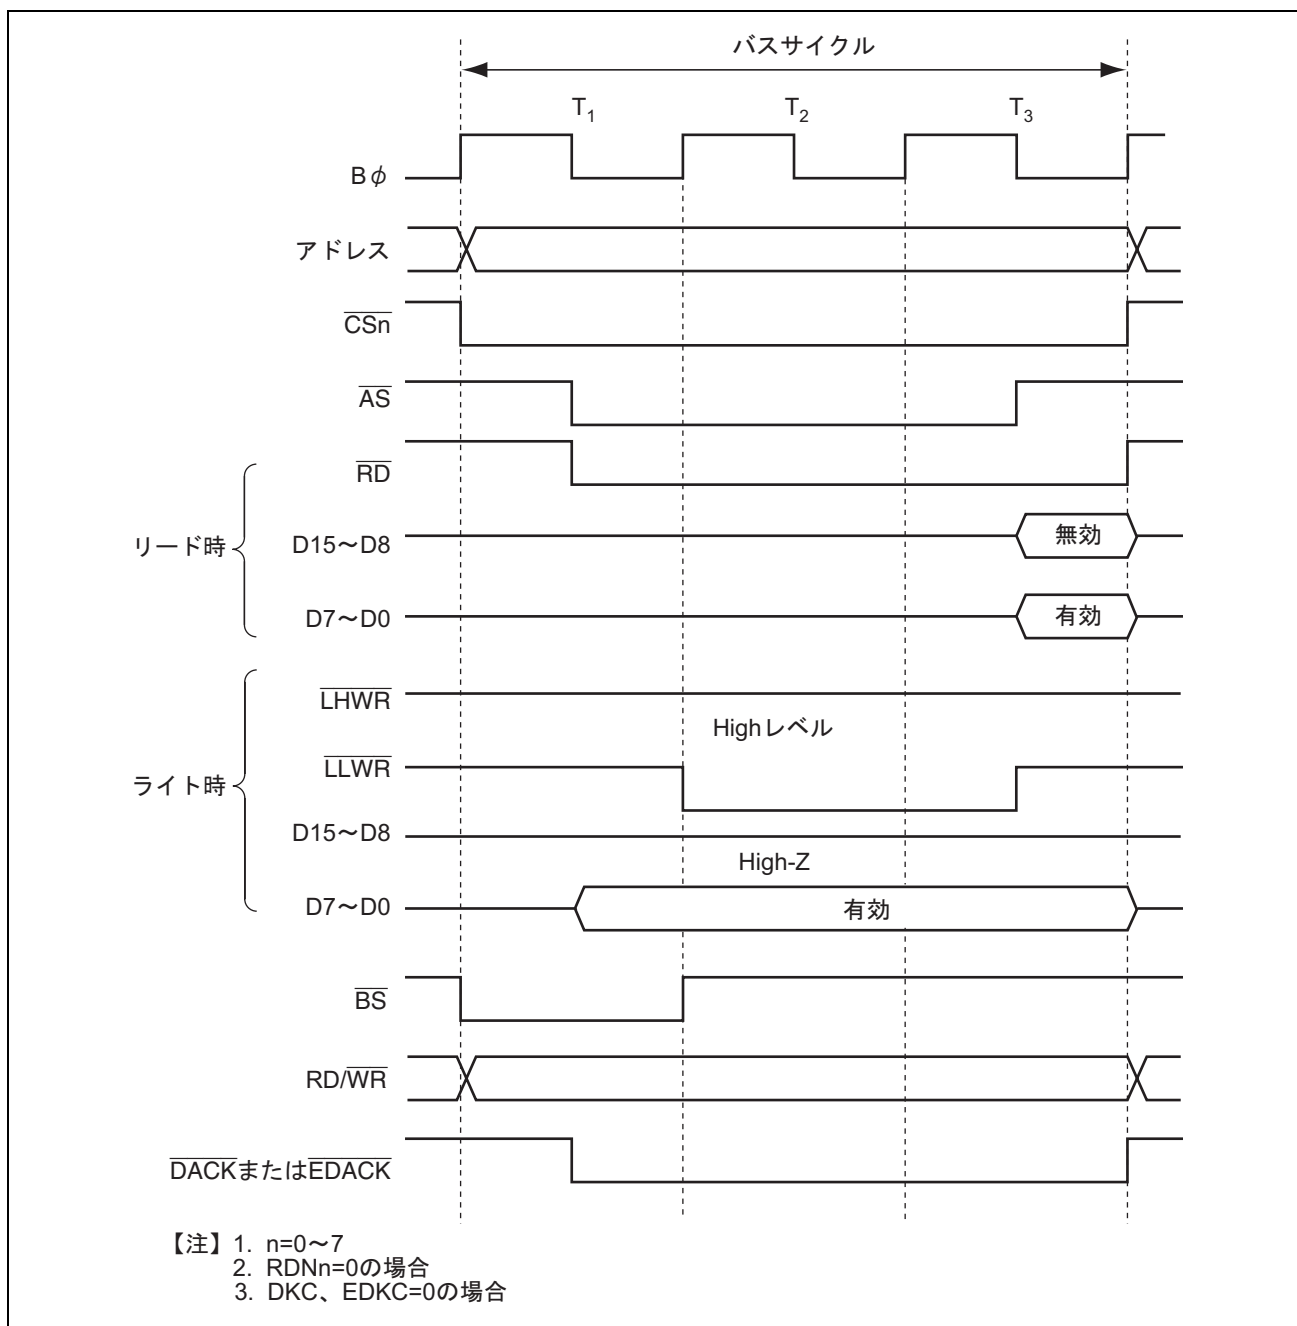 バスサイクル
T1 T2 T3
Bφ
アドレス
CSn
AS
RD
リード時
D15～D8 無効
D7～D0 有効
LHWR
Highレベル
ライト時
LLWR
D15～D8
High-Z
D7～D0 有効
BS
RD/WR
DACKまたはEDACK
【注】1. n=0～7
2. RDNn=0の場合
3. DKC、EDKC=0の場合